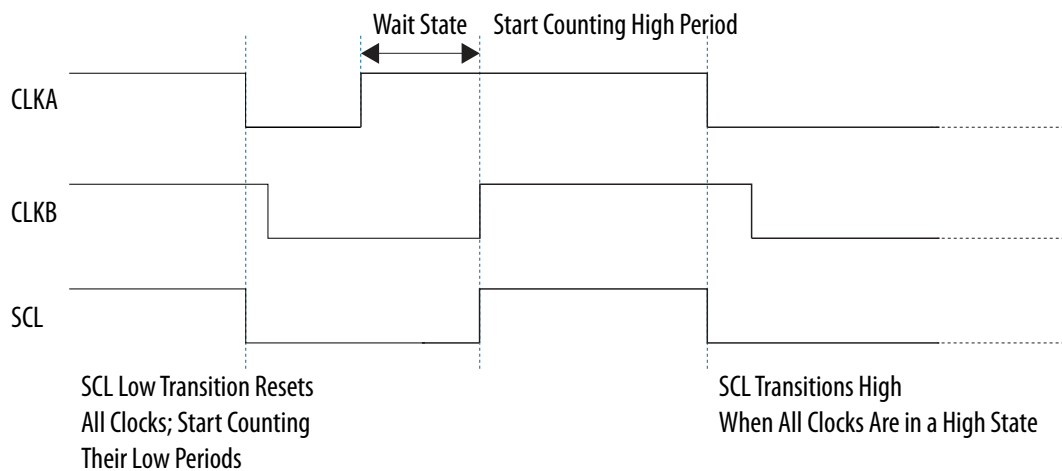 Wait State
Start Counting High Period
CLKA
CLKB
SCL
SCL Low Transition Resets
All Clocks; Start Counting
Their Low Periods
SCL Transitions High
When All Clocks Are in a High State